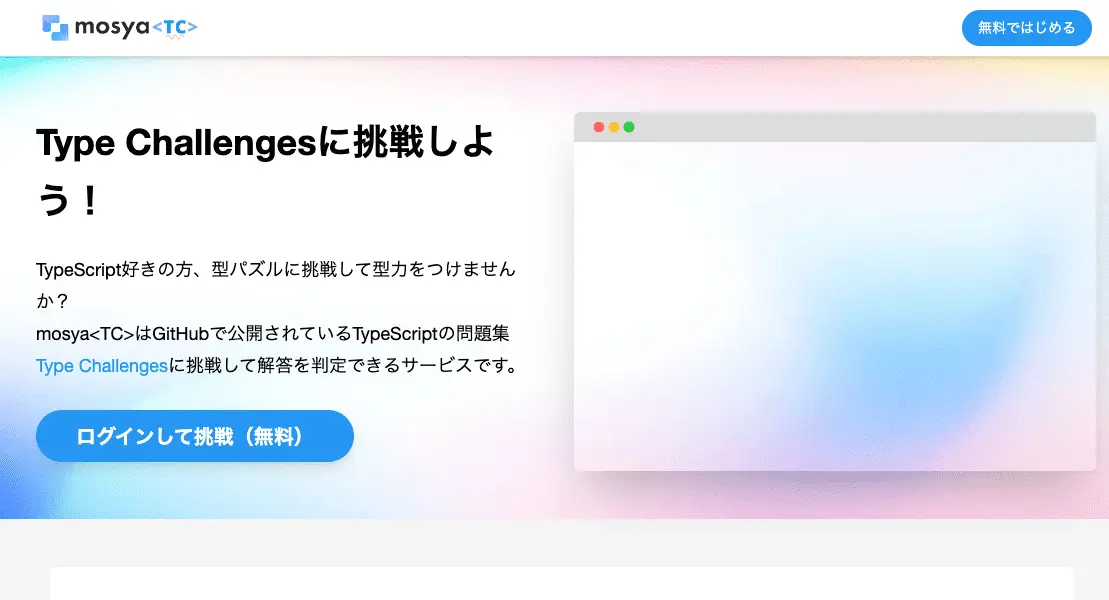 mosya<TC>
無料ではじめる
Type Challengesに挑戦しよ
う！
TypeScript好きの方、型パズルに挑戦して型力をつけません
か？
mosya<TC>はGitHubで公開されているTypeScriptの問題集
Type Challengesに挑戦して解答を判定できるサービスです。
ログインして挑戦（無料）